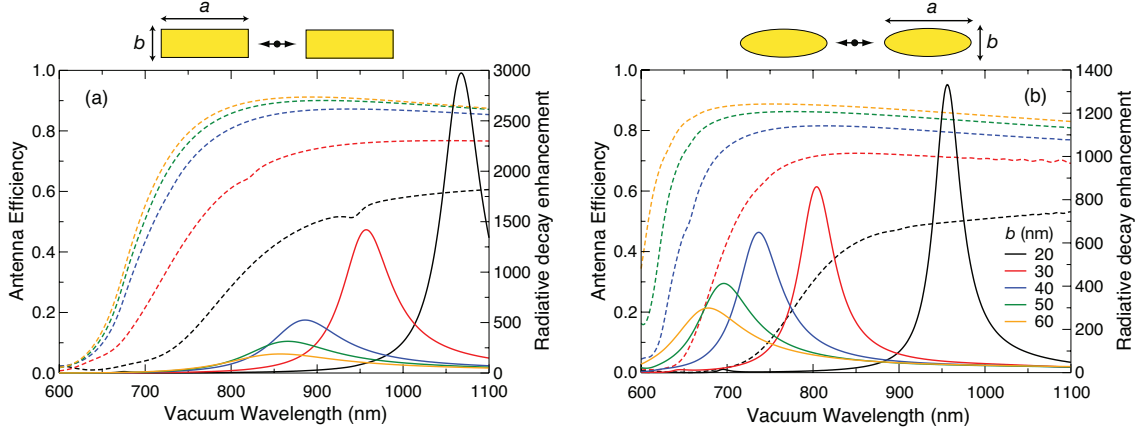 a
b
a
b
(a)
1.0
0.8
0.6
0.4
0.2
0.0
Antenna Efficiency
3000
2500
2000
1500
1000
500
0
Radiative decay enhancement
600 700 800 900 1000 1100
Vacuum Wavelength (nm)
(b)
1.0
0.8
0.6
0.4
0.2
0.0
Antenna Efficiency
1400
1200
1000
800
600
400
200
0
Radiative decay enhancement
b (nm)
20
30
40
50
60
600 700 800 900 1000 1100
Vacuum Wavelength (nm)